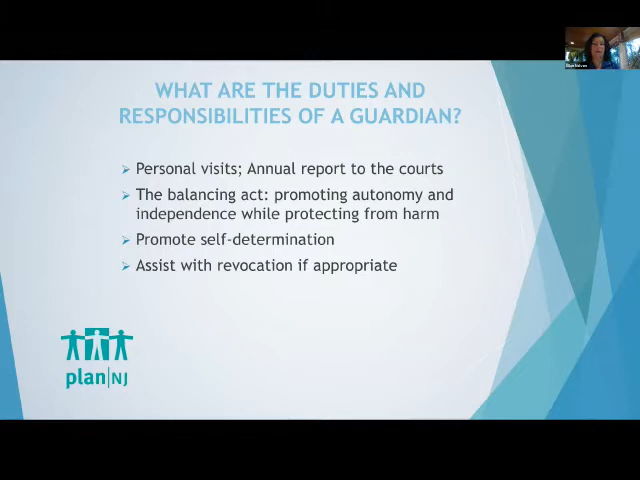 WHAT ARE THE DUTIES AND
RESPONSIBILITIES OF A GUARDIAN?
Personal visits; Annual report to the courts
The balancing act: promoting autonomy and
independence while protecting from harm
Promote self-determination
Assist with revocation if appropriate
plan|NJ